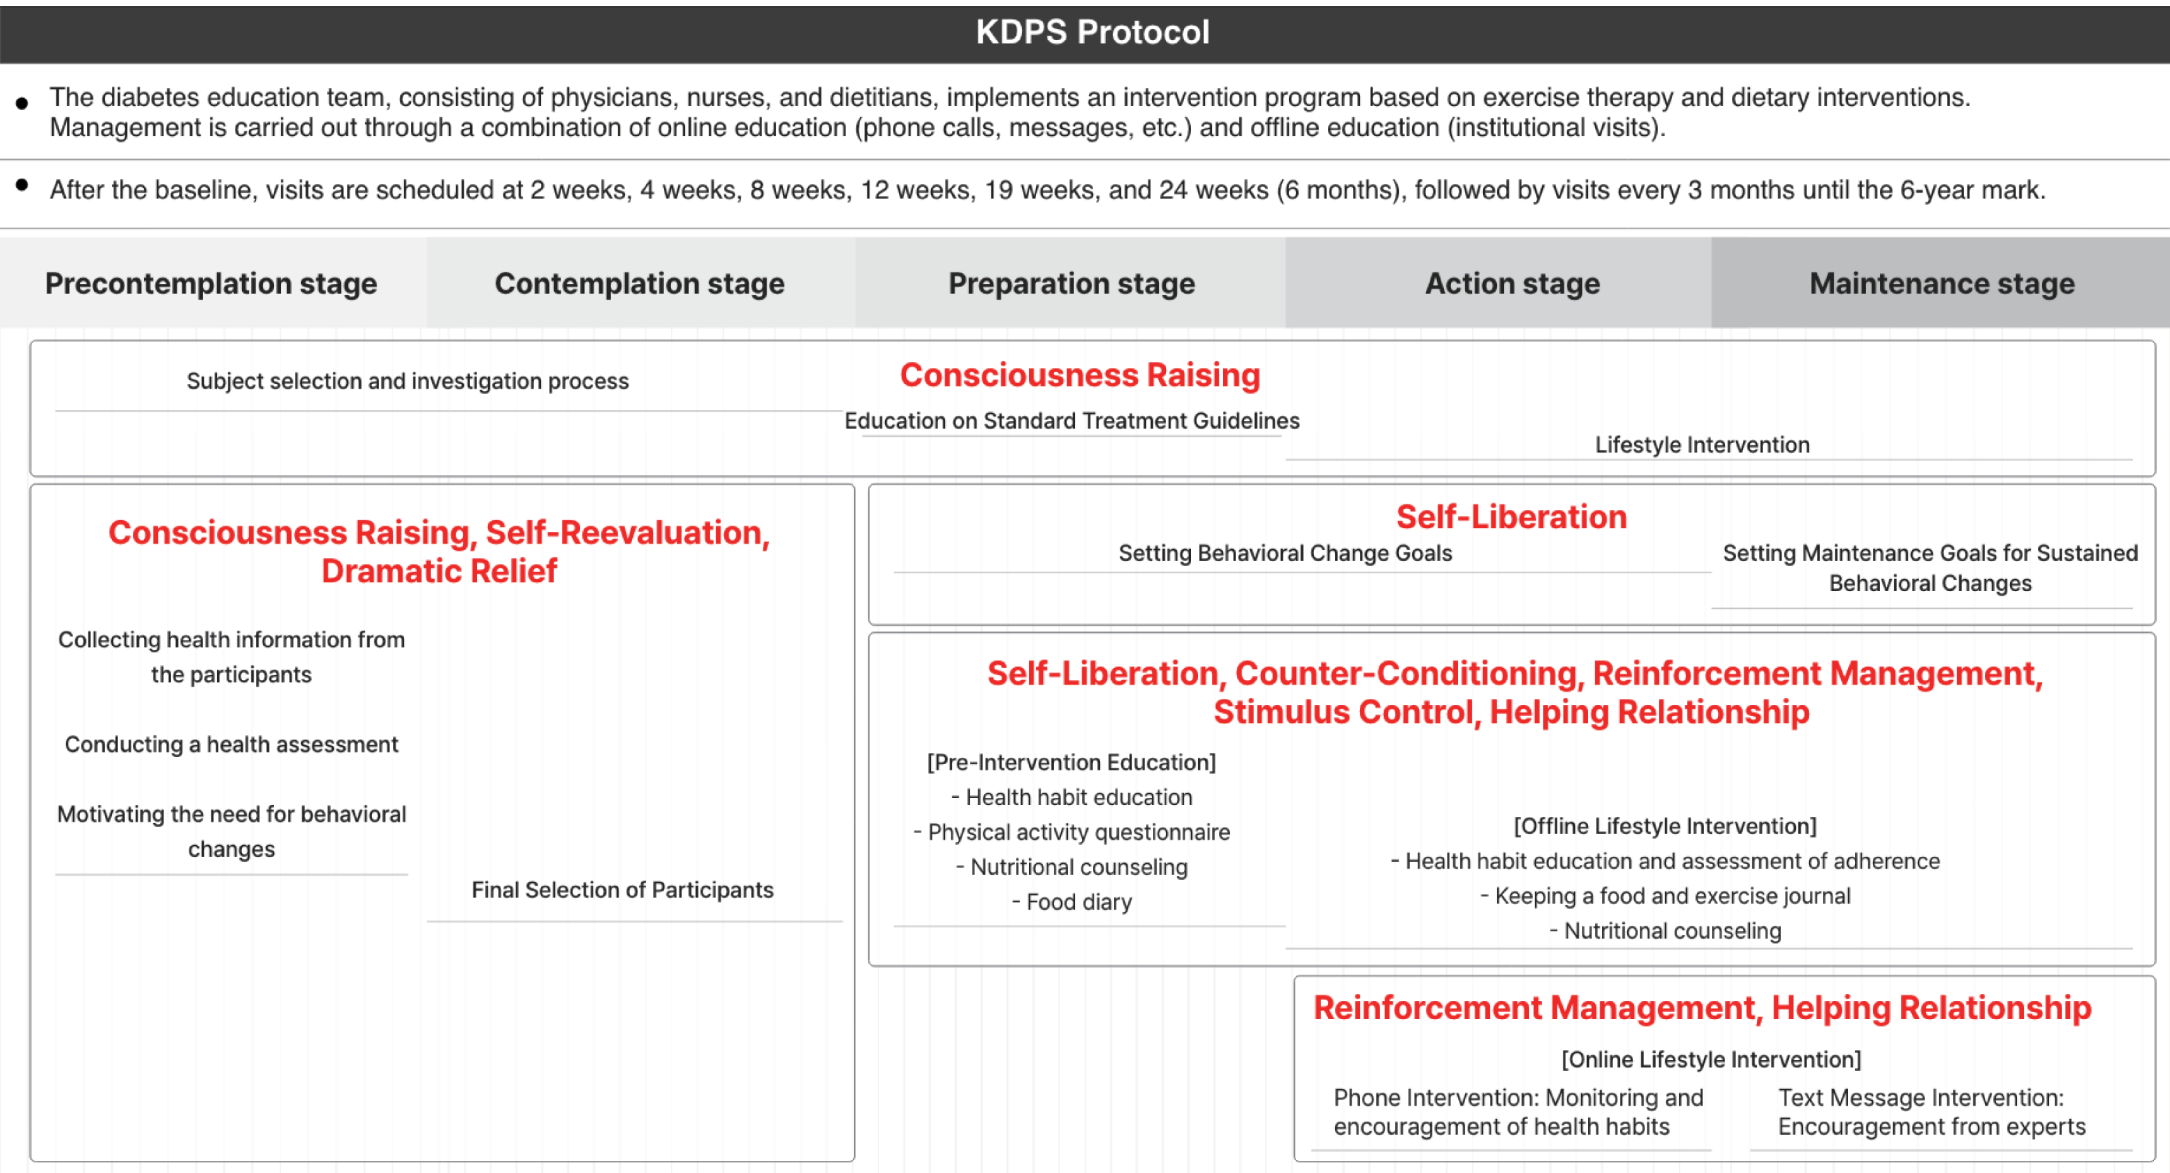 KDPS Protocol
● The diabetes education team, consisting of physicians, nurses, and dietitians, implements an intervention program based on exercise therapy and dietary interventions.
Management is carried out through a combination of online education (phone calls, messages, etc.) and offline education (institutional visits).
● After the baseline, visits are scheduled at 2 weeks, 4 weeks, 8 weeks, 12 weeks, 19 weeks, and 24 weeks (6 months), followed by visits every 3 months until the 6-year mark.
Precontemplation stage
Contemplation stage
Preparation stage
Action stage
Maintenance stage
Consciousness Raising
Subject selection and investigation process
Education on Standard Treatment Guidelines
Lifestyle Intervention
Consciousness Raising, Self-Reevaluation,
Dramatic Relief
Collecting health information from
the participants
Conducting a health assessment
Motivating the need for behavioral
changes
Final Selection of Participants
Self-Liberation
Setting Behavioral Change Goals
Setting Maintenance Goals for Sustained
Behavioral Changes
Self-Liberation, Counter-Conditioning, Reinforcement Management,
Stimulus Control, Helping Relationship
[Pre-Intervention Education]
- Health habit education
- Physical activity questionnaire
- Nutritional counseling
- Food diary
[Offline Lifestyle Intervention]
- Health habit education and assessment of adherence
- Keeping a food and exercise journal
- Nutritional counseling
Reinforcement Management, Helping Relationship
[Online Lifestyle Intervention]
Phone Intervention: Monitoring and
encouragement of health habits
Text Message Intervention:
Encouragement from experts